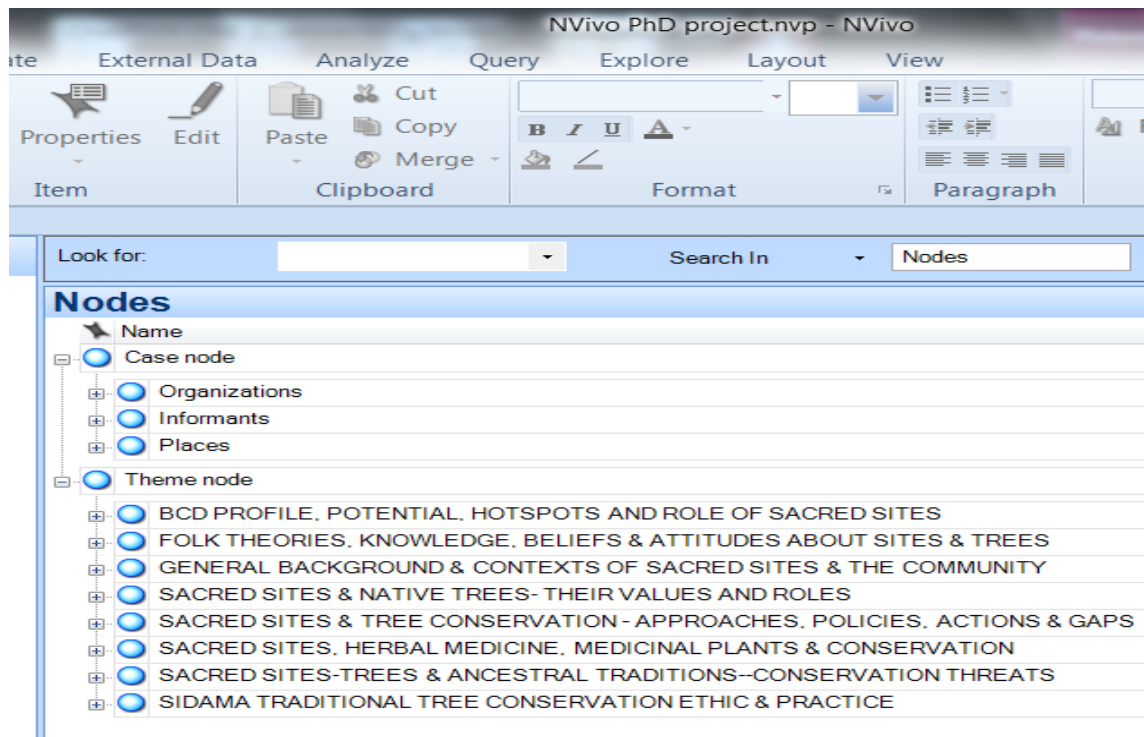 NVivo PhD project.nvp - NVivo
ate External Data Analyze Query Explore Layout View
Properties Edit Paste Cut
Copy
Merge
B I U A
Item Clipboard Format Paragraph
Look for: Search In Nodes
Nodes
Name
Case node
Organizations
Informants
Places
Theme node
BCD PROFILE, POTENTIAL, HOTSPOTS AND ROLE OF SACRED SITES
FOLK THEORIES, KNOWLEDGE, BELIEFS & ATTITUDES ABOUT SITES & TREES
GENERAL BACKGROUND & CONTEXTS OF SACRED SITES & THE COMMUNITY
SACRED SITES & NATIVE TREES- THEIR VALUES AND ROLES
SACRED SITES & TREE CONSERVATION - APPROACHES, POLICIES, ACTIONS & GAPS
SACRED SITES, HERBAL MEDICINE, MEDICINAL PLANTS & CONSERVATION
SACRED SITES-TREES & ANCESTRAL TRADITIONS--CONSERVATION THREATS
SIDAMA TRADITIONAL TREE CONSERVATION ETHIC & PRACTICE